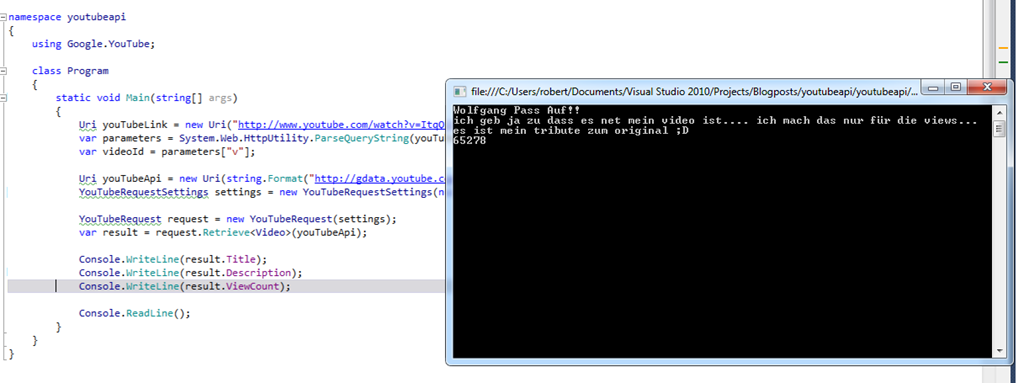 namespace youtubeapi
{
using Google.YouTube;
class Program
{
static void Main(string[] args)
{
Uri youTubeLink = new Uri("http://www.youtube.com/watch?v=ItqO
var parameters = System.Web.HttpUtility.ParseQueryString(youTu
var videoId = parameters["v"];
Uri youTubeApi = new Uri(string.Format("http://gdata.youtube.c
YouTubeRequestSettings settings = new YouTubeRequestSettings(n
YouTubeRequest request = new YouTubeRequest(settings);
var result = request.Retrieve<Video>(youTubeApi);
Console.WriteLine(result.Title);
Console.WriteLine(result.Description);
Console.WriteLine(result.ViewCount);
Console.ReadLine();
}
}
}
file:///C:/Users/robert/Documents/Visual Studio 2010/Projects/Blogposts/youtubeapi/youtubeapi/...
Wolfgang Pass Auf!!
ich geb ja zu dass es net mein video ist.... ich mach das nur für die views...
es ist mein tribute zum original ;D
65278